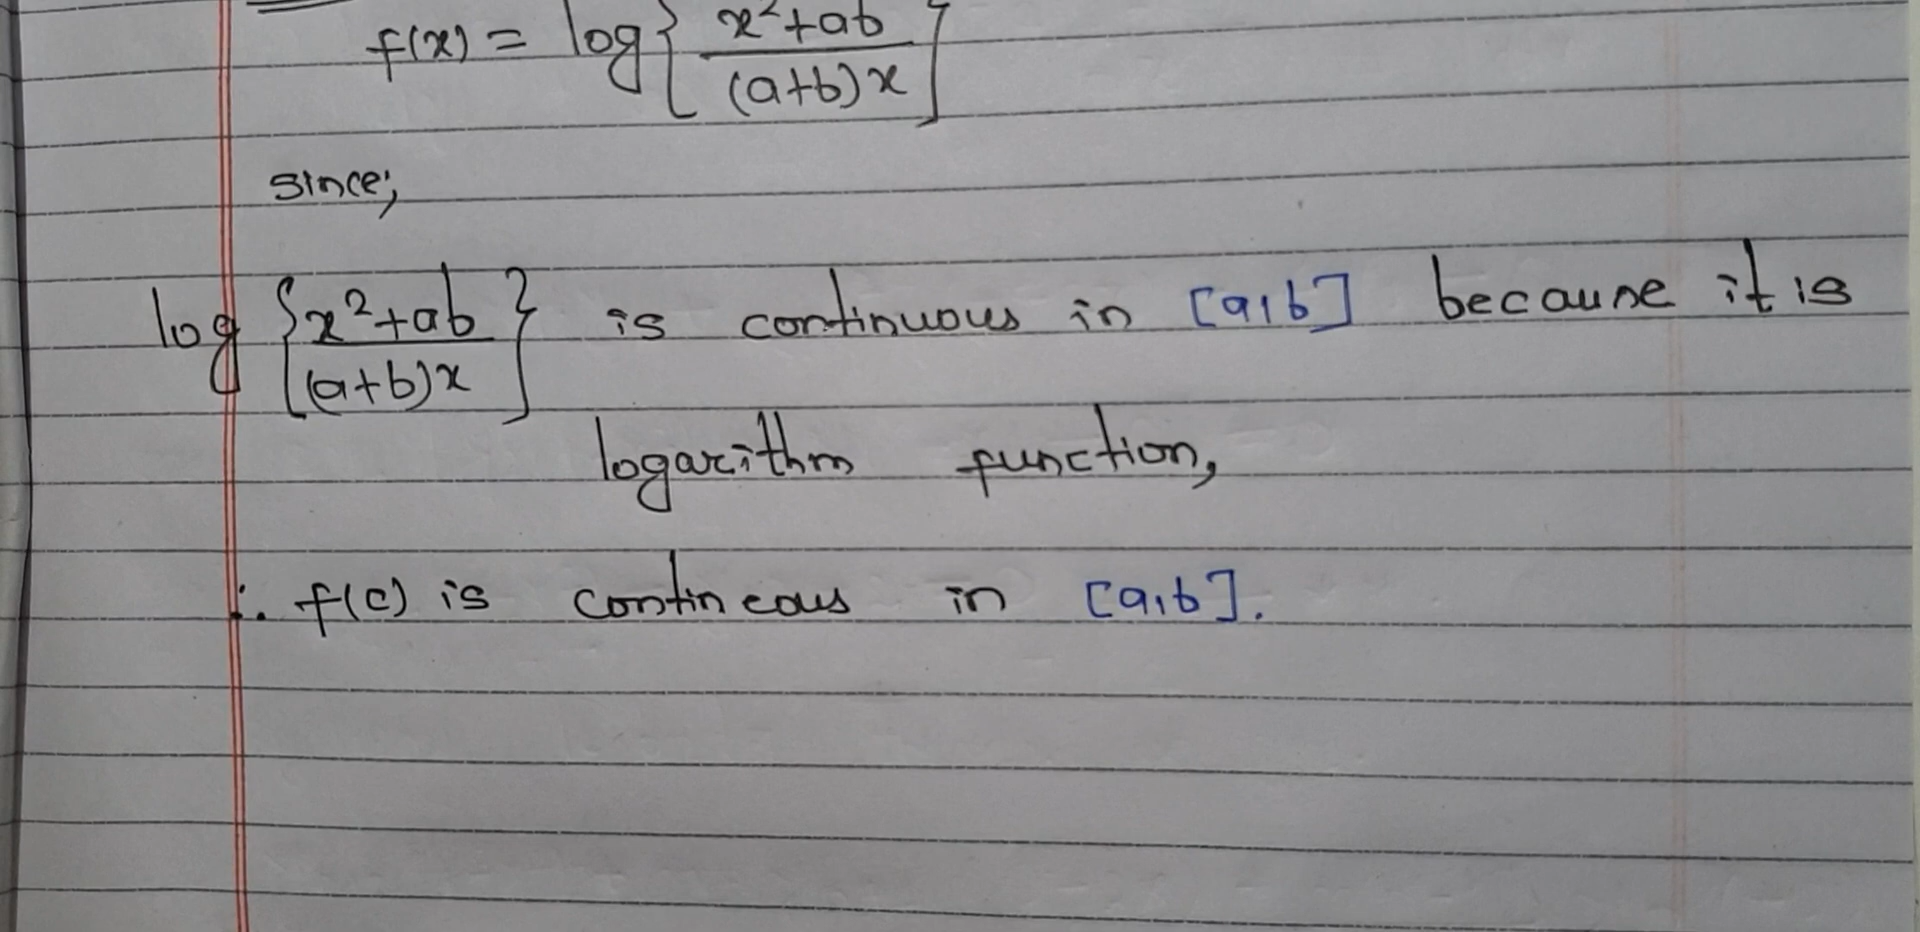 f(x) = log{x²+ab / (a+b)x}
since;
log {x²+ab / (a+b)x} is continuous in [a,b] because it is
logarithm function,
∴ f(c) is contineous in [a,b].